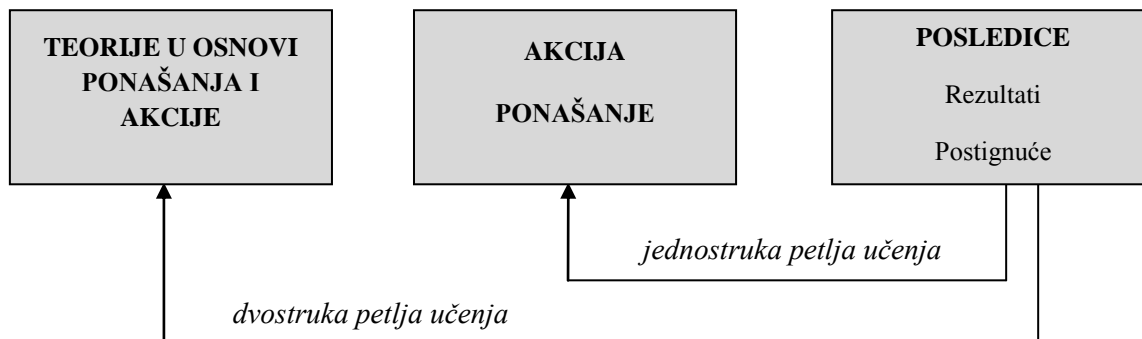 TEORIJE U OSNOVI
PONAŠANJA I
AKCIJE
AKCIJA
PONAŠANJE
POSLEDICE
Rezultati
Postignuće
jednostruka petlja učenja
dvostruka petlja učenja